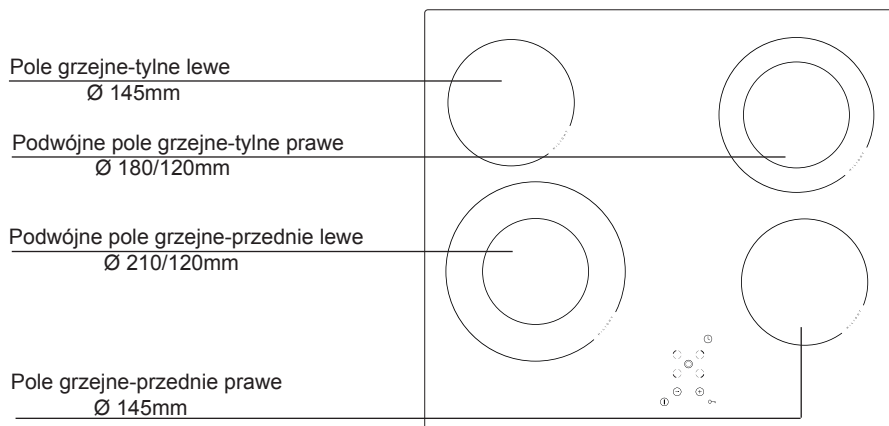 Pole grzejne-tylne lewe
Ø 145mm
Podwójne pole grzejne-tylne prawe
Ø 180/120mm
Podwójne pole grzejne-przednie lewe
Ø 210/120mm
Pole grzejne-przednie prawe
Ø 145mm